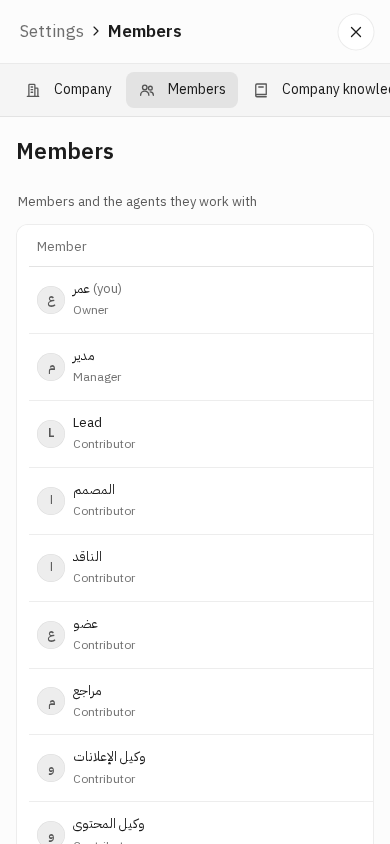 Settings > Members
Company Members Company knowle
Members
Members and the agents they work with
Member
ع عمر (you)
Owner
م مدير
Manager
L Lead
Contributor
ا المصمم
Contributor
ا الناقد
Contributor
ع عضو
Contributor
م مراجع
Contributor
و وكيل الإعلانات
Contributor
و وكيل المحتوى